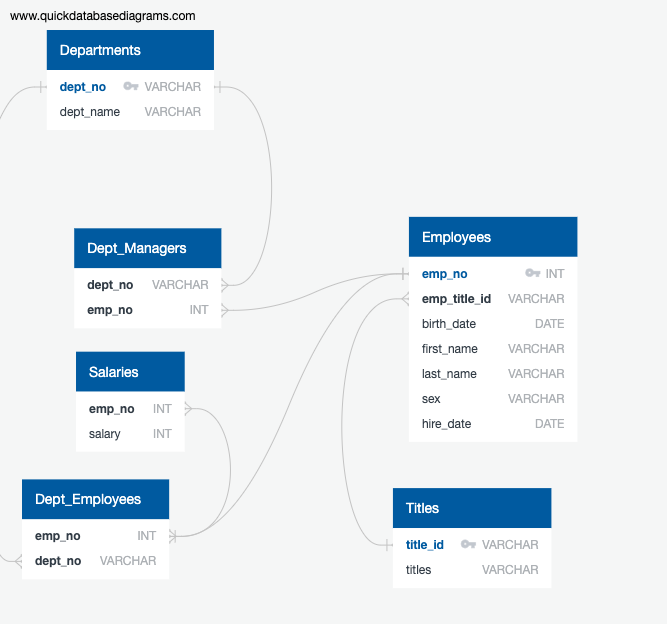 www.quickdatabasediagrams.com
Departments
dept_no VARCHAR
dept_name VARCHAR
Dept_Managers
dept_no VARCHAR
emp_no INT
Employees
emp_no INT
emp_title_id VARCHAR
birth_date DATE
first_name VARCHAR
last_name VARCHAR
sex VARCHAR
hire_date DATE
Salaries
emp_no INT
salary INT
Dept_Employees
emp_no INT
dept_no VARCHAR
Titles
title_id VARCHAR
titles VARCHAR